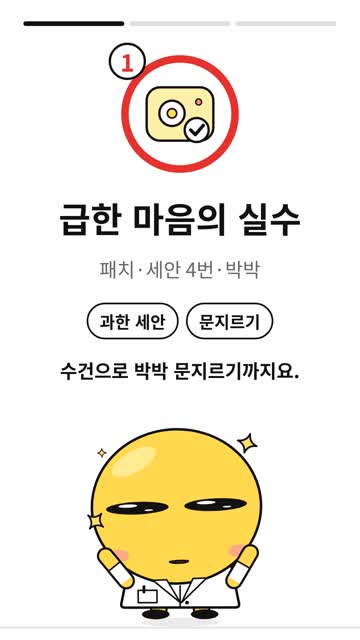 1
급한 마음의 실수
패치·세안 4번·박박
과한 세안 문지르기
수건으로 박박 문지르기까지요.